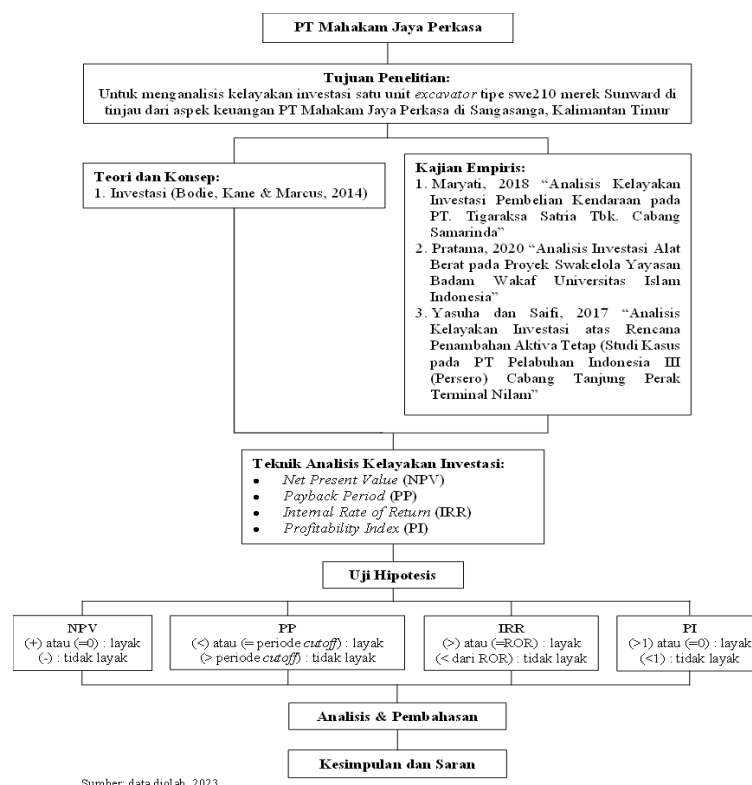 PT Mahakam Jaya Perkasa
Tujuan Penelitian:
Untuk menganalisis kelayakan investasi satu unit excavator tipe swe210 merek Sunward di
tinjau dari aspek keuangan PT Mahakam Jaya Perkasa di Sangasanga, Kalimantan Timur
Teori dan Konsep:
1. Investasi (Bodie, Kane & Marcus, 2014)
Kajian Empiris:
1. Maryati, 2018 “Analisis Kelayakan
Investasi Pembelian Kendaraan pada
PT. Tigaraksa Satria Tbk. Cabang
Samarinda”
2. Pratama, 2020 “Analisis Investasi Alat
Berat pada Proyek Swakelola Yayasan
Badam Wakaf Universitas Islam
Indonesia”
3. Yasuha dan Saifi, 2017 “Analisis
Kelayakan Investasi atas Rencana
Penambahan Aktiva Tetap (Studi Kasus
pada PT Pelabuhan Indonesia III
(Persero) Cabang Tanjung Perak
Terminal Nilam”
Teknik Analisis Kelayakan Investasi:
• Net Present Value (NPV)
• Payback Period (PP)
• Internal Rate of Return (IRR)
• Profitability Index (PI)
Uji Hipotesis
NPV
(+) atau (=0) : layak
(-) : tidak layak
PP
(<) atau (= periode cutoff) : layak
(> periode cutoff) : tidak layak
IRR
(>) atau (=ROR) : layak
(< dari ROR) : tidak layak
PI
(>1) atau (=0) : layak
(<1) : tidak layak
Analisis & Pembahasan
Kesimpulan dan Saran
Sumber: data diolah, 2023